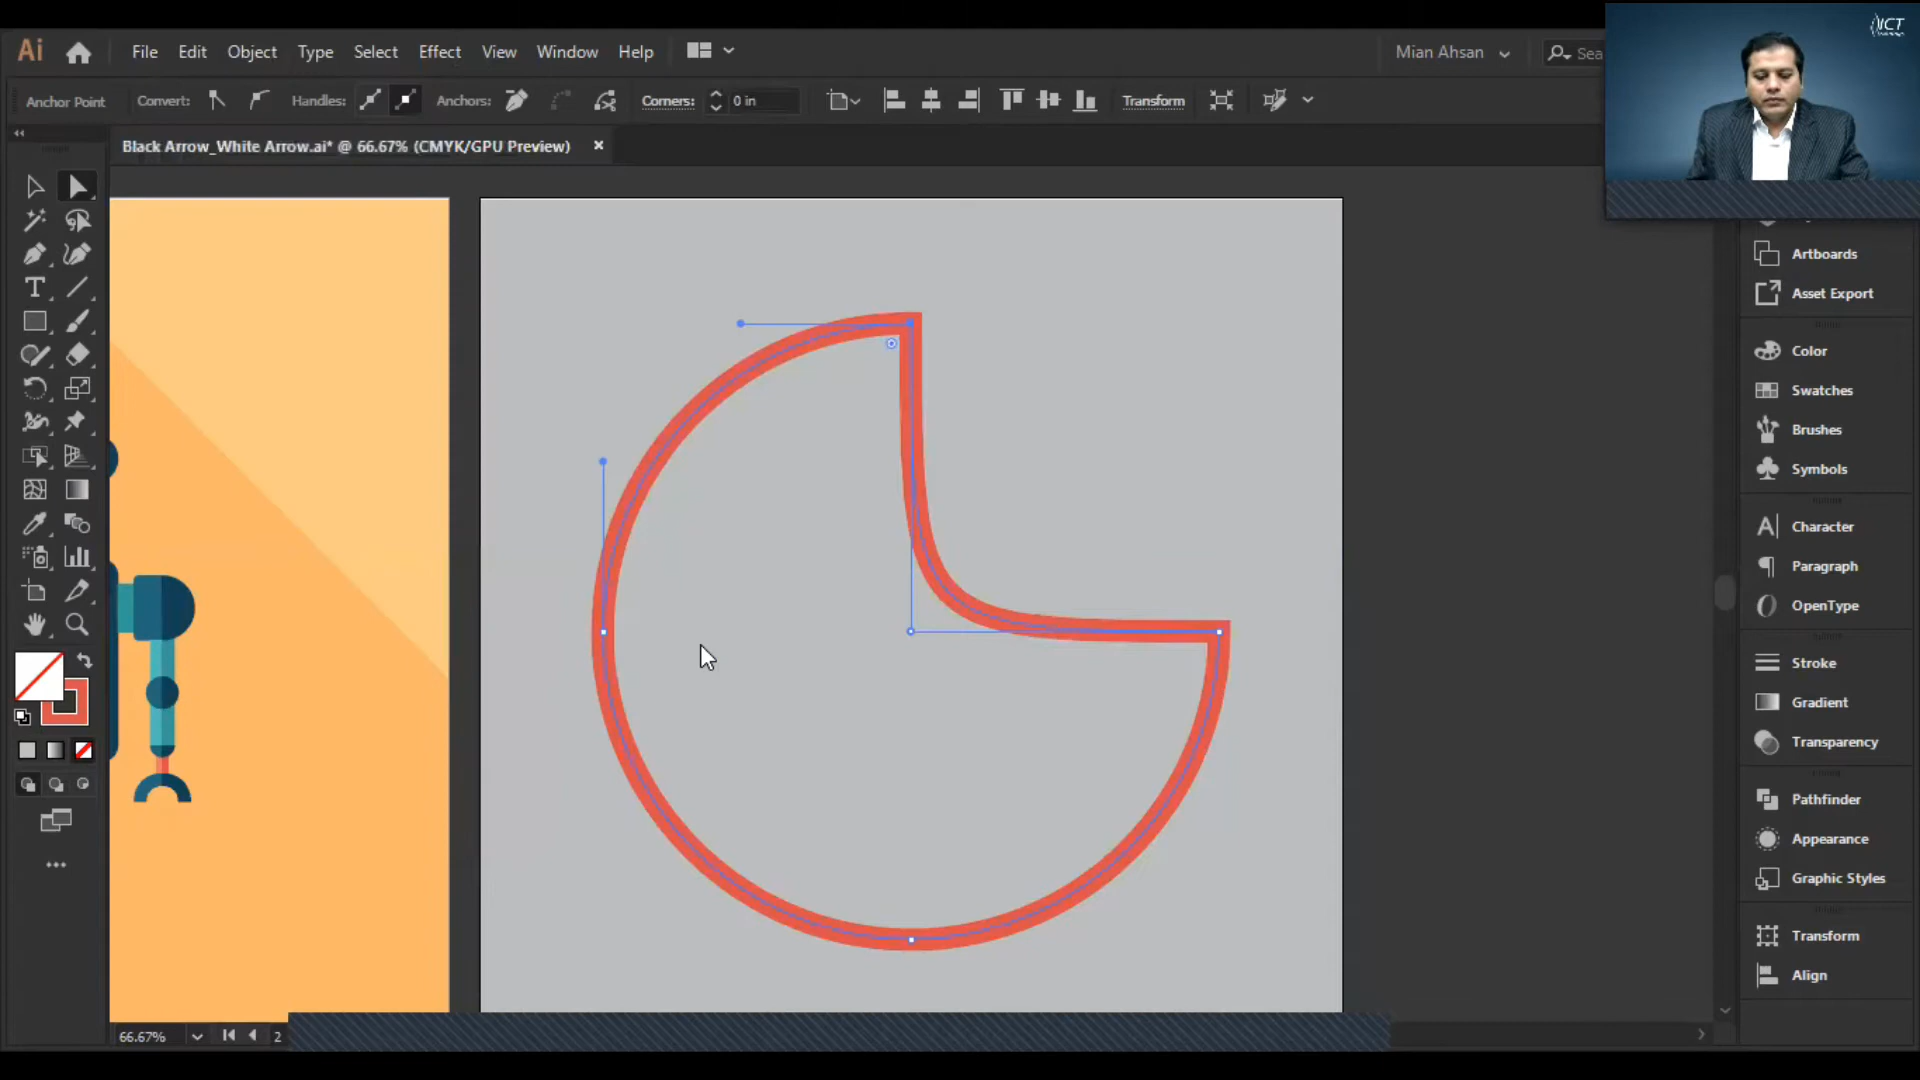 Ai File Edit Object Type Select Effect View Window Help Mian Ahsan Sea
ICT
Anchor Point Convert: Handles: Anchors: Corners: 0 in Transform
Black Arrow_White Arrow.ai* @ 66.67% (CMYK/GPU Preview) ×
Artboards
Asset Export
Color
Swatches
Brushes
Symbols
Character
Paragraph
OpenType
Stroke
Gradient
Transparency
Pathfinder
Appearance
Graphic Styles
Transform
Align
66.67% 2